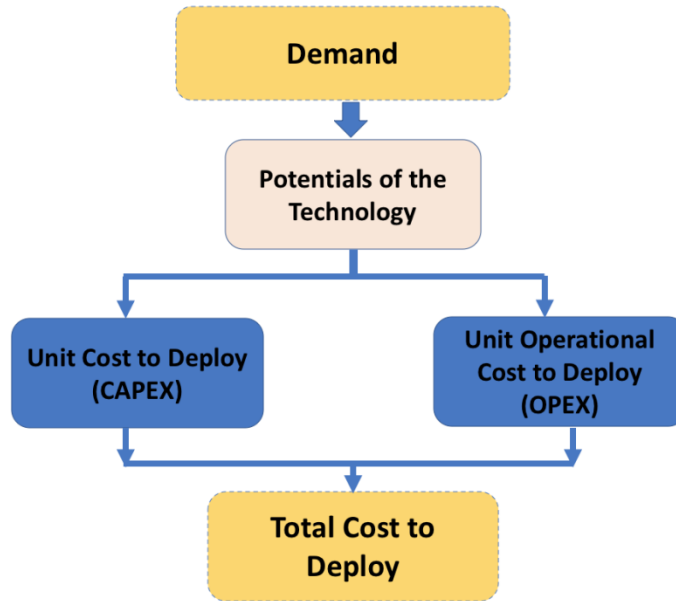 Demand
Potentials of the
Technology
Unit Cost to Deploy
(CAPEX)
Unit Operational
Cost to Deploy
(OPEX)
Total Cost to
Deploy